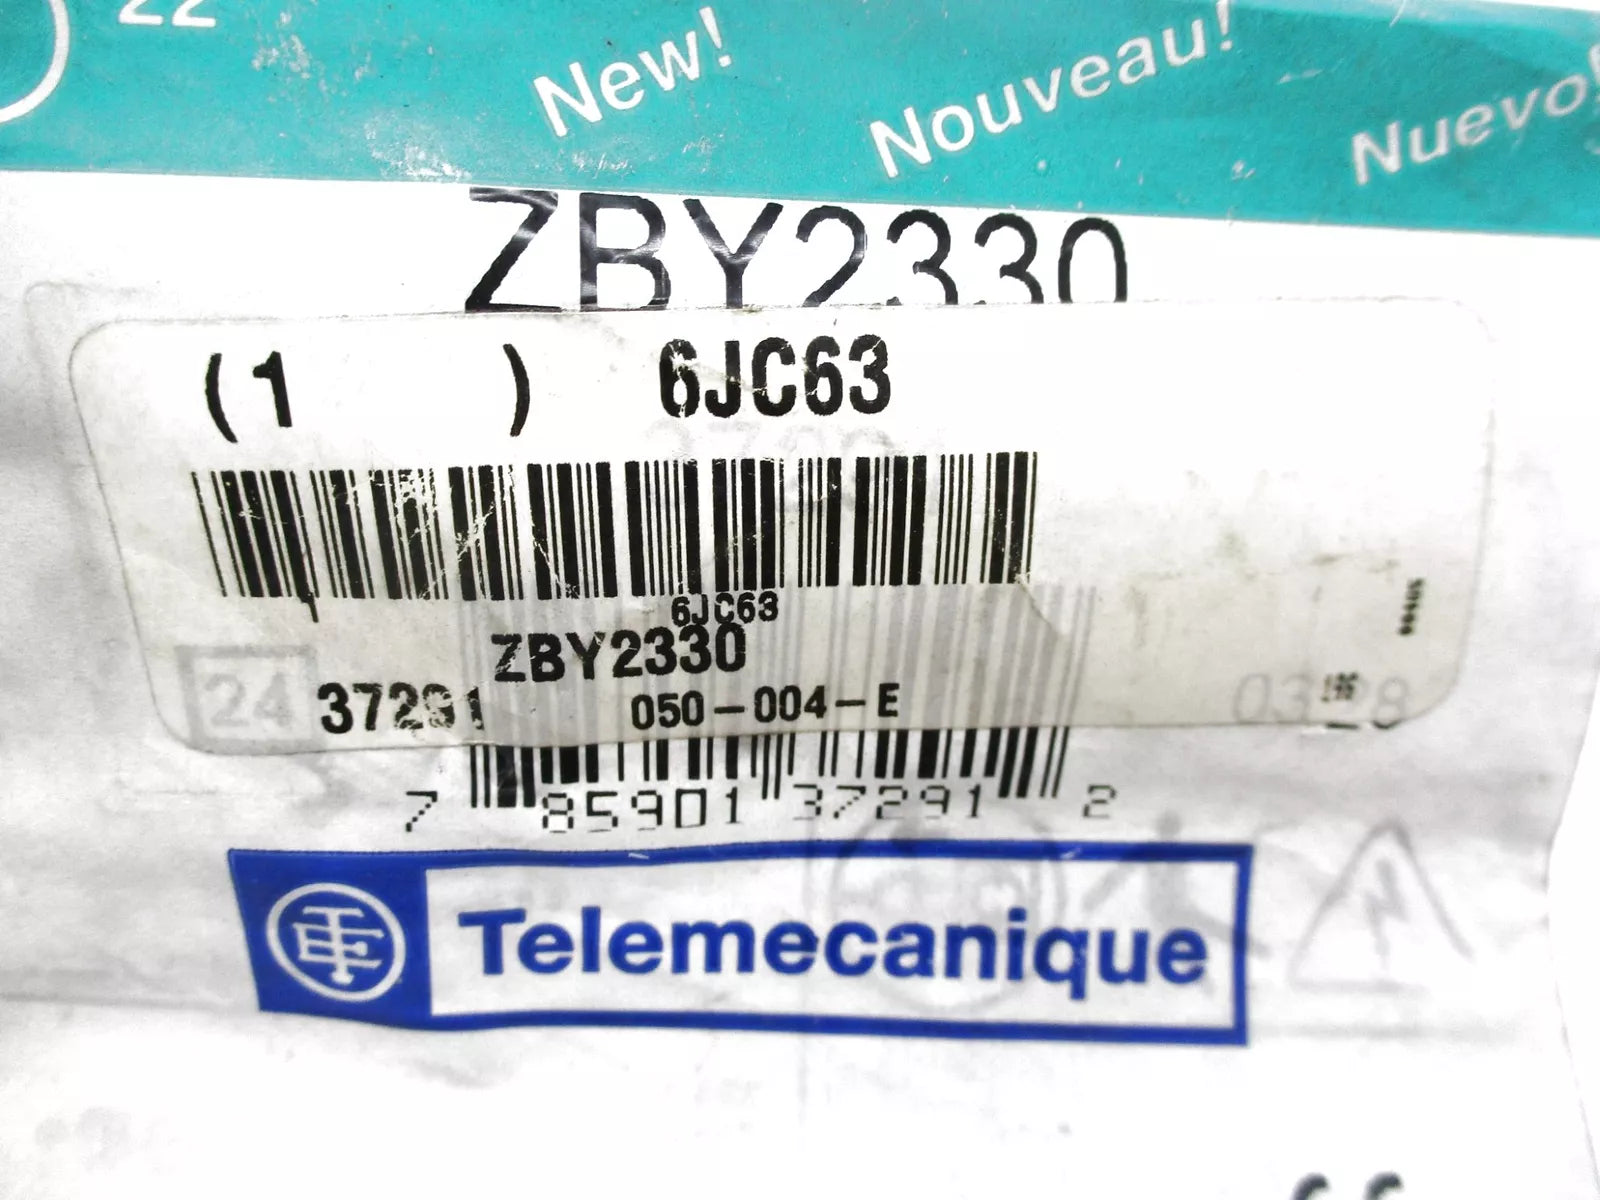 22
New! Nouveau! Nuevo!
ZBY2330
(1 ) 6JC63
6JC63
ZBY2330
24 37291 050-004-E
7 85901 37291 2
Telemecanique